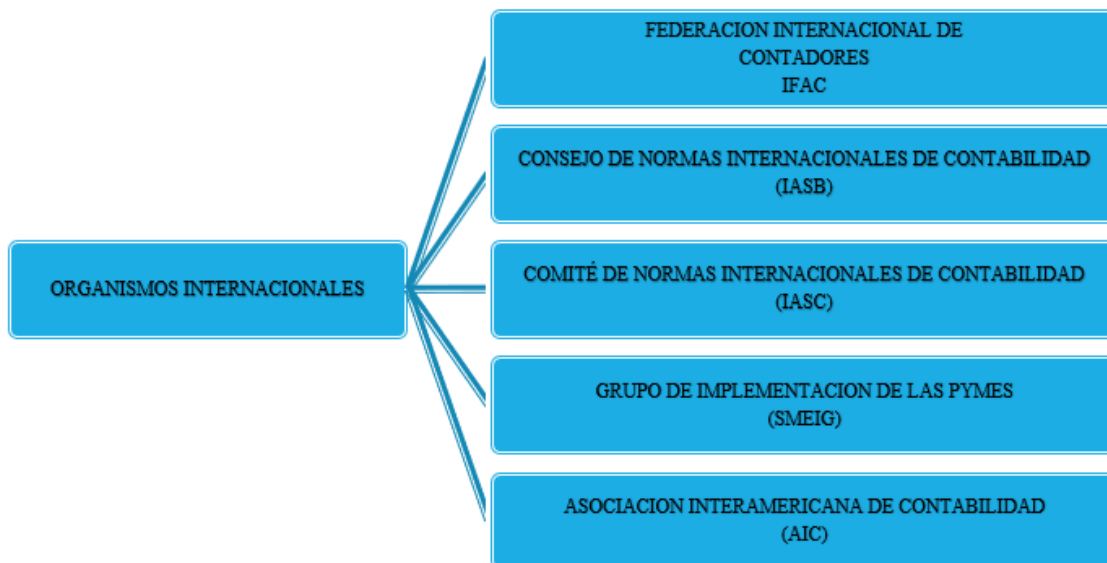 ORGANISMOS INTERNACIONALES
FEDERACION INTERNACIONAL DE
CONTADORES
IFAC
CONSEJO DE NORMAS INTERNACIONALES DE CONTABILIDAD
(IASB)
COMITÉ DE NORMAS INTERNACIONALES DE CONTABILIDAD
(IASC)
GRUPO DE IMPLEMENTACION DE LAS PYMES
(SMEIG)
ASOCIACION INTERAMERICANA DE CONTABILIDAD
(AIC)